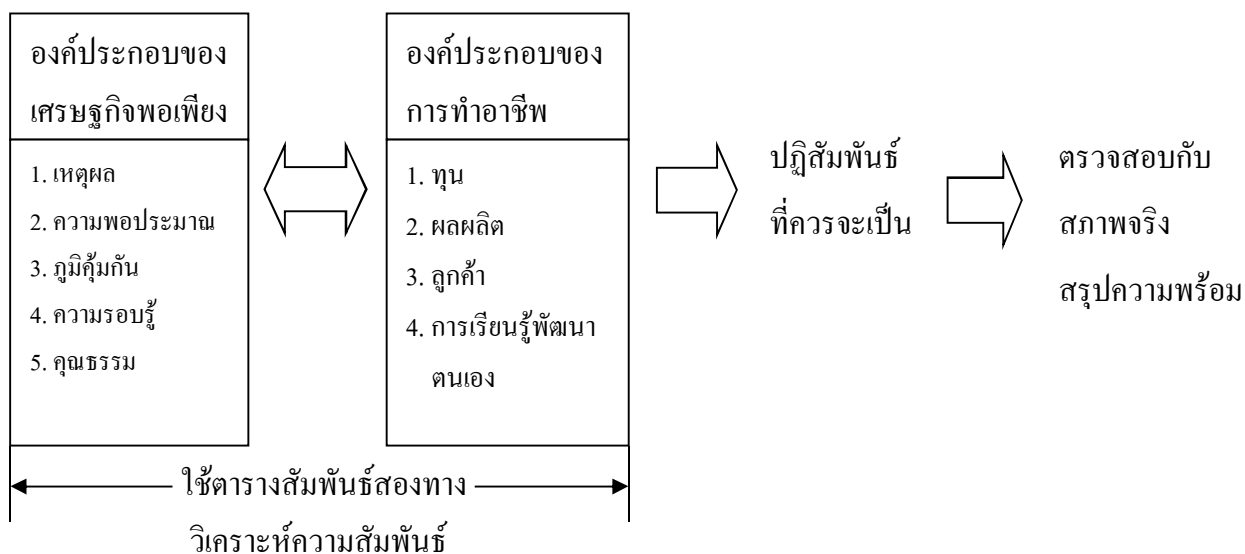 องค์ประกอบของ
เศรษฐกิจพอเพียง
1. เหตุผล
2. ความพอประมาณ
3. ภูมิคุ้มกัน
4. ความรอบรู้
5. คุณธรรม
องค์ประกอบของ
การทำอาชีพ
1. ทุน
2. ผลผลิต
3. ลูกค้า
4. การเรียนรู้พัฒนา
ตนเอง
ปฏิสัมพันธ์
ที่ควรจะเป็น
ตรวจสอบกับ
สภาพจริง
สรุปความพร้อม
ใช้ตารางสัมพันธ์สองทาง
วิเคราะห์ความสัมพันธ์